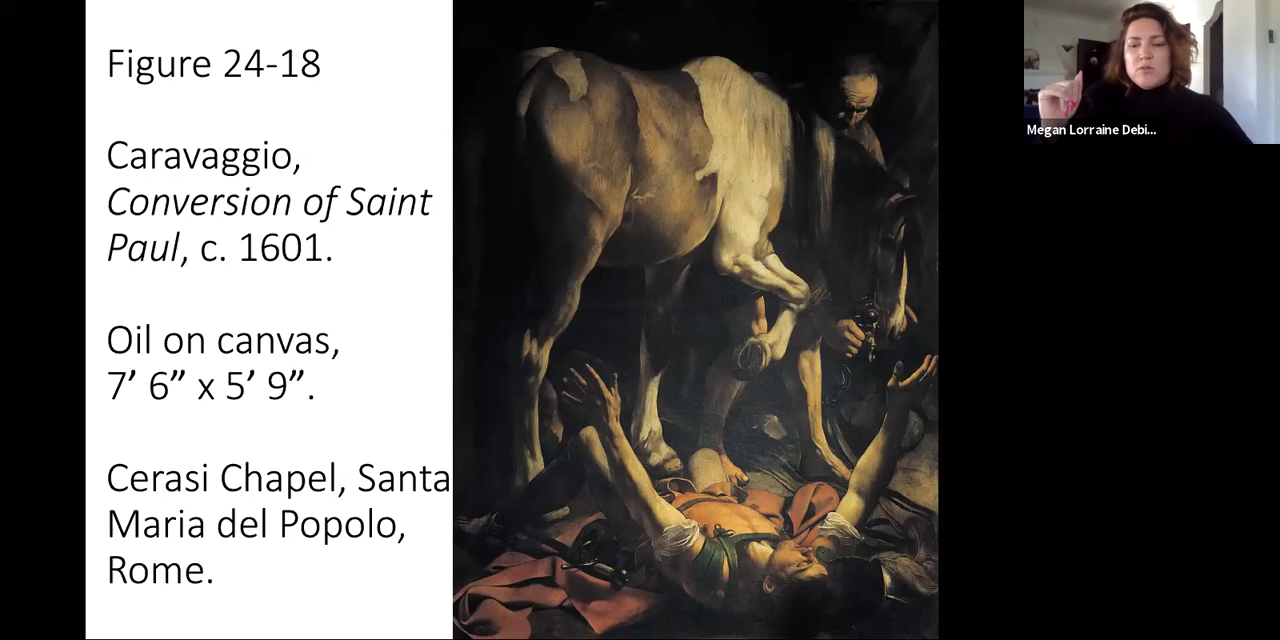 Figure 24-18
Caravaggio,
Conversion of Saint
Paul, c. 1601.
Oil on canvas,
7’ 6” x 5’ 9”.
Cerasi Chapel, Santa
Maria del Popolo,
Rome.
Megan Lorraine Debi...